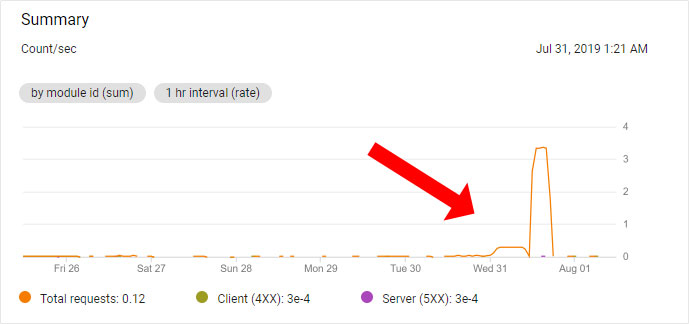 Summary
Count/sec Jul 31, 2019 1:21 AM
by module id (sum) 1 hr interval (rate)
4
3
2
1
0
Fri 26 Sat 27 Sun 28 Mon 29 Tue 30 Wed 31 Aug 01
Total requests: 0.12 Client (4XX): 3e-4 Server (5XX): 3e-4